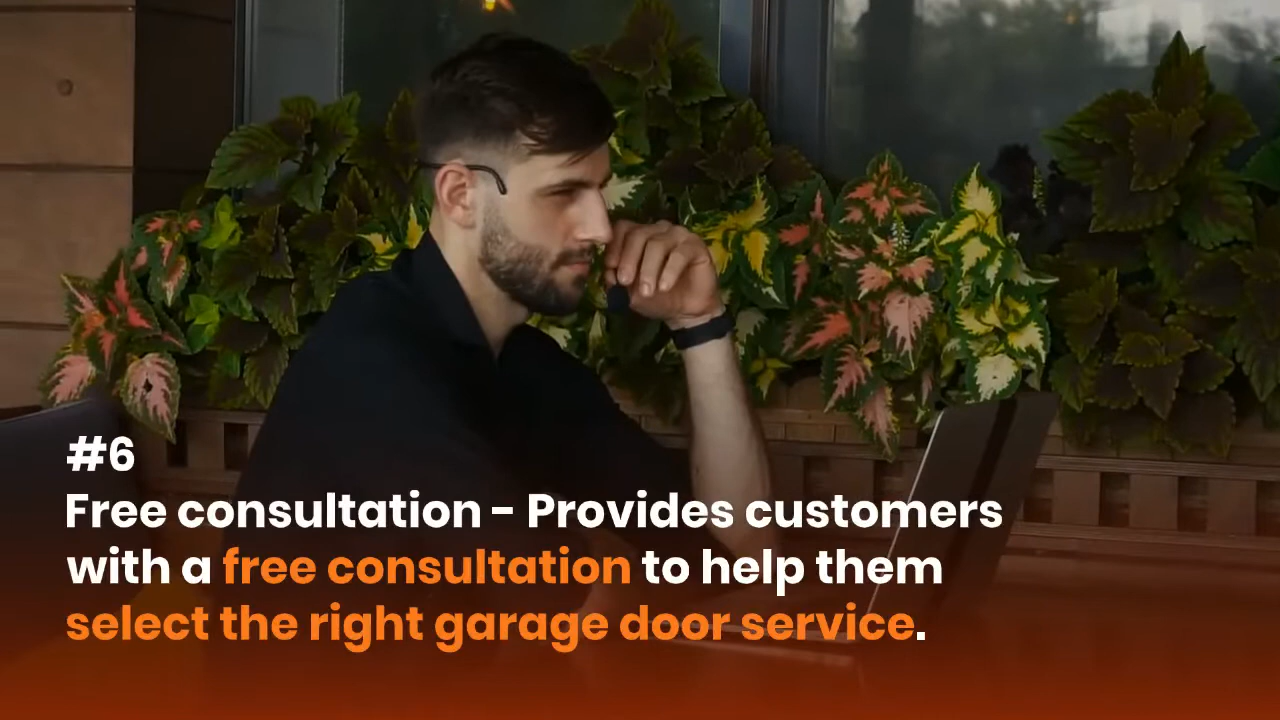 #6
Free consultation - Provides customers
with a free consultation to help them
select the right garage door service.